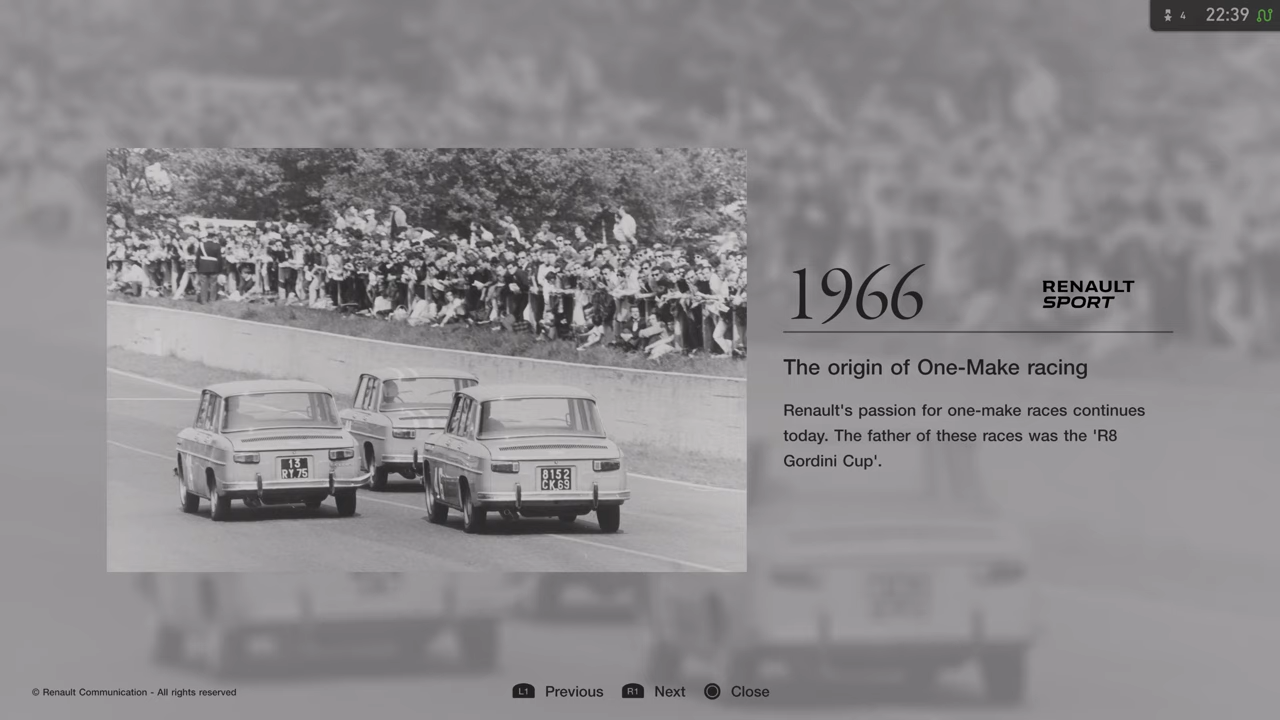 4 22:39
1966
RENAULT
SPORT
The origin of One-Make racing
Renault's passion for one-make races continues
today. The father of these races was the 'R8
Gordini Cup'.
13
RY 75
8152
CK 69
© Renault Communication - All rights reserved
L1 Previous R1 Next Close